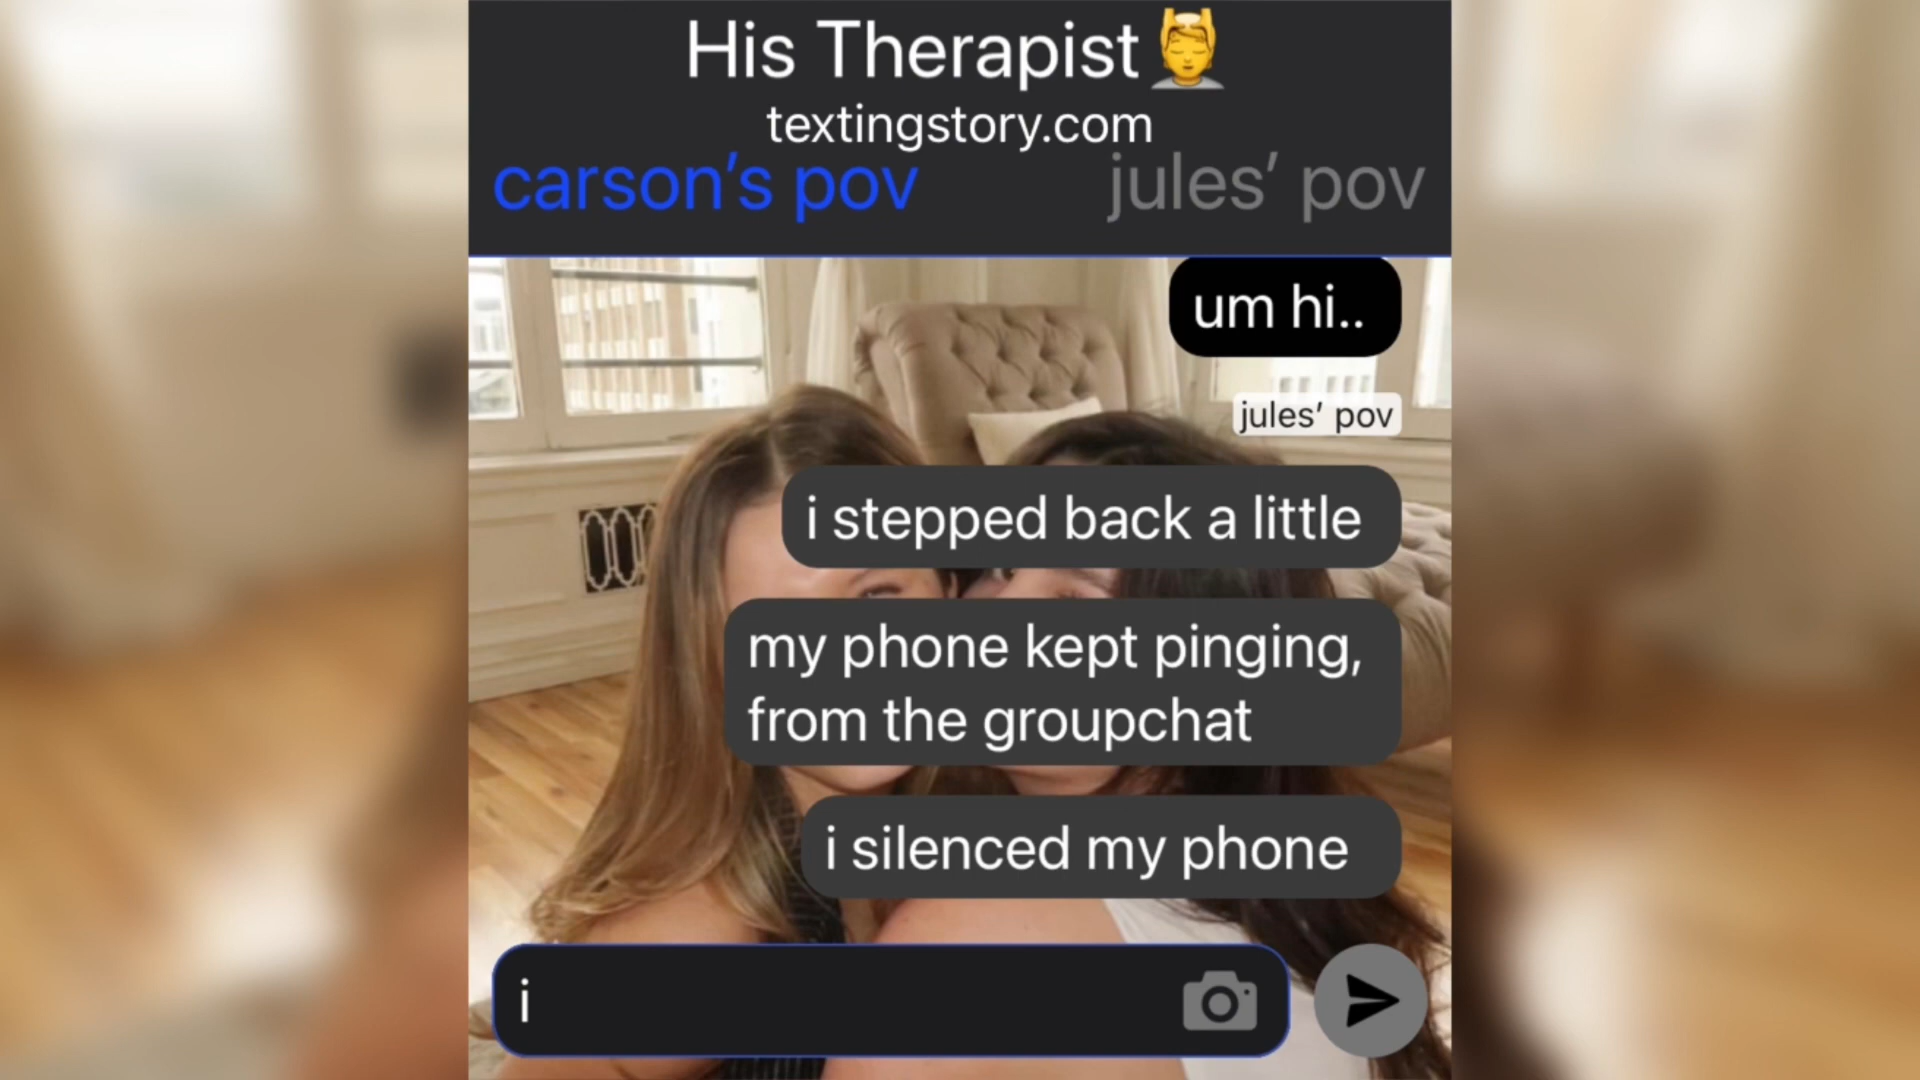 His Therapist💆
textingstory.com
carson’s pov
jules’ pov
um hi..
jules’ pov
i stepped back a little
my phone kept pinging,
from the groupchat
i silenced my phone
i